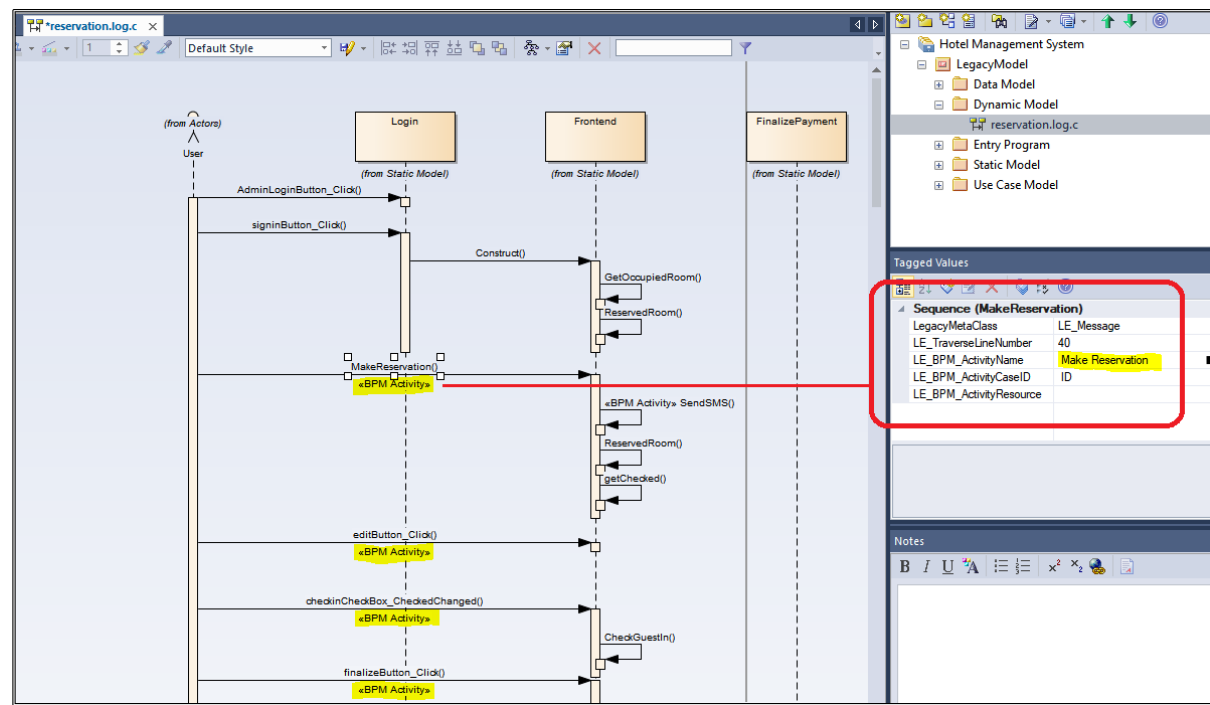 *reservation.log.c ×
1
Default Style
(from Actors)
User
Login
(from Static Model)
Frontend
(from Static Model)
FinalizePayment
(from Static Model)
AdminLoginButton_Click()
signinButton_Click()
Construct()
GetOccupiedRoom()
ReservedRoom()
MakeReservation()
«BPM Activity»
«BPM Activity» SendSMS()
ReservedRoom()
getChecked()
editButton_Click()
«BPM Activity»
checkinCheckBox_CheckedChanged()
«BPM Activity»
CheckGuestIn()
finalizeButton_Click()
«BPM Activity»
Hotel Management System
LegacyModel
Data Model
Dynamic Model
reservation.log.c
Entry Program
Static Model
Use Case Model
Tagged Values
Sequence (MakeReservation)
LegacyMetaClass LE_Message
LE_TraverseLineNumber 40
LE_BPM_ActivityName Make Reservation
LE_BPM_ActivityCaseID ID
LE_BPM_ActivityResource
Notes
B I U A x² x₂